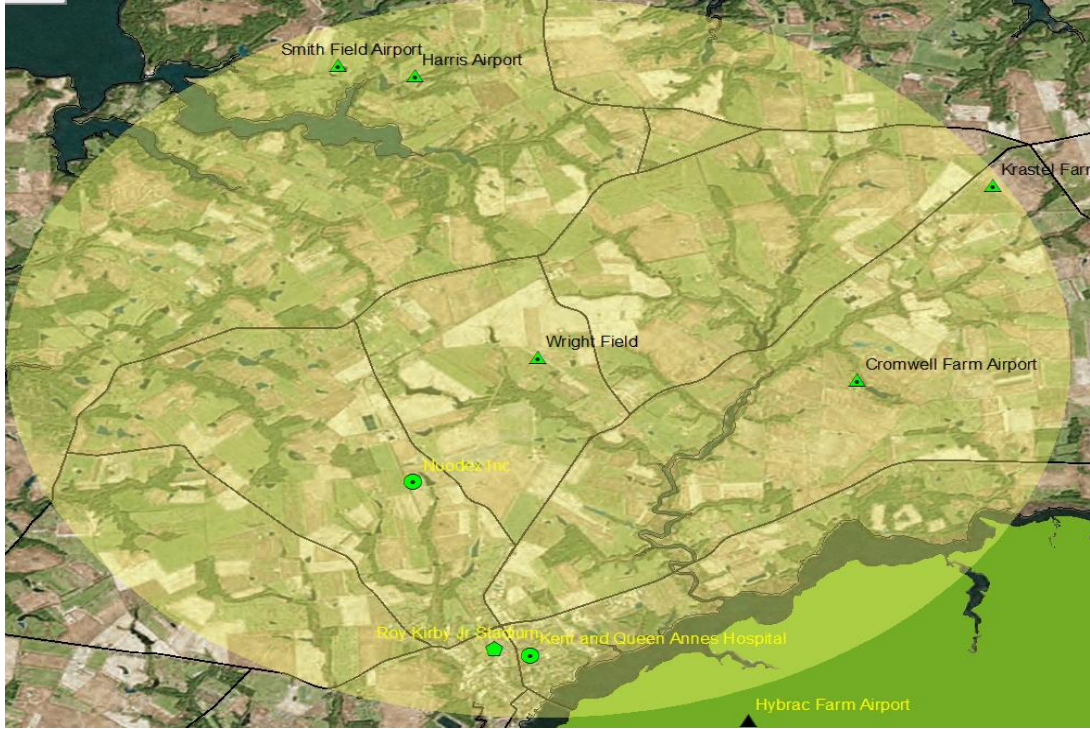 Smith Field Airport
Harris Airport
Krastel Farm
Wright Field
Cromwell Farm Airport
Nuodex Inc
Roy Kirby Jr Stadium
Kent and Queen Annes Hospital
Hybrac Farm Airport